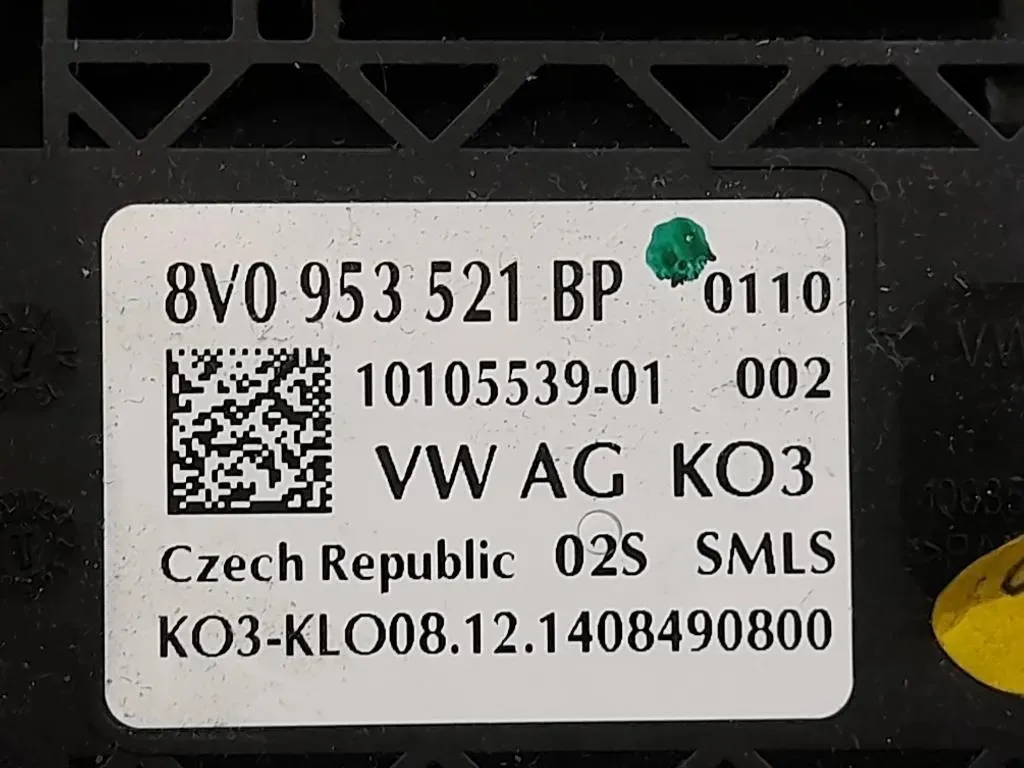 8V0 953 521 BP 0110
10105539-01 002
VW AG KO3
Czech Republic 02S SMLS
KO3-KLO08.12.1408490800